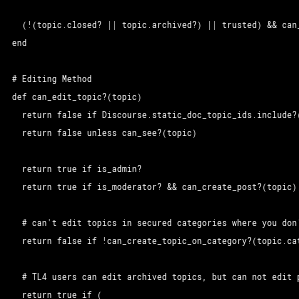 (!(topic.closed? || topic.archived?) || trusted) && can_
end
# Editing Method
def can_edit_topic?(topic)
return false if Discourse.static_doc_topic_ids.include?(
return false unless can_see?(topic)
return true if is_admin?
return true if is_moderator? && can_create_post?(topic)
# can't edit topics in secured categories where you don
return false if !can_create_topic_on_category?(topic.cat
# TL4 users can edit archived topics, but can not edit p
return true if (